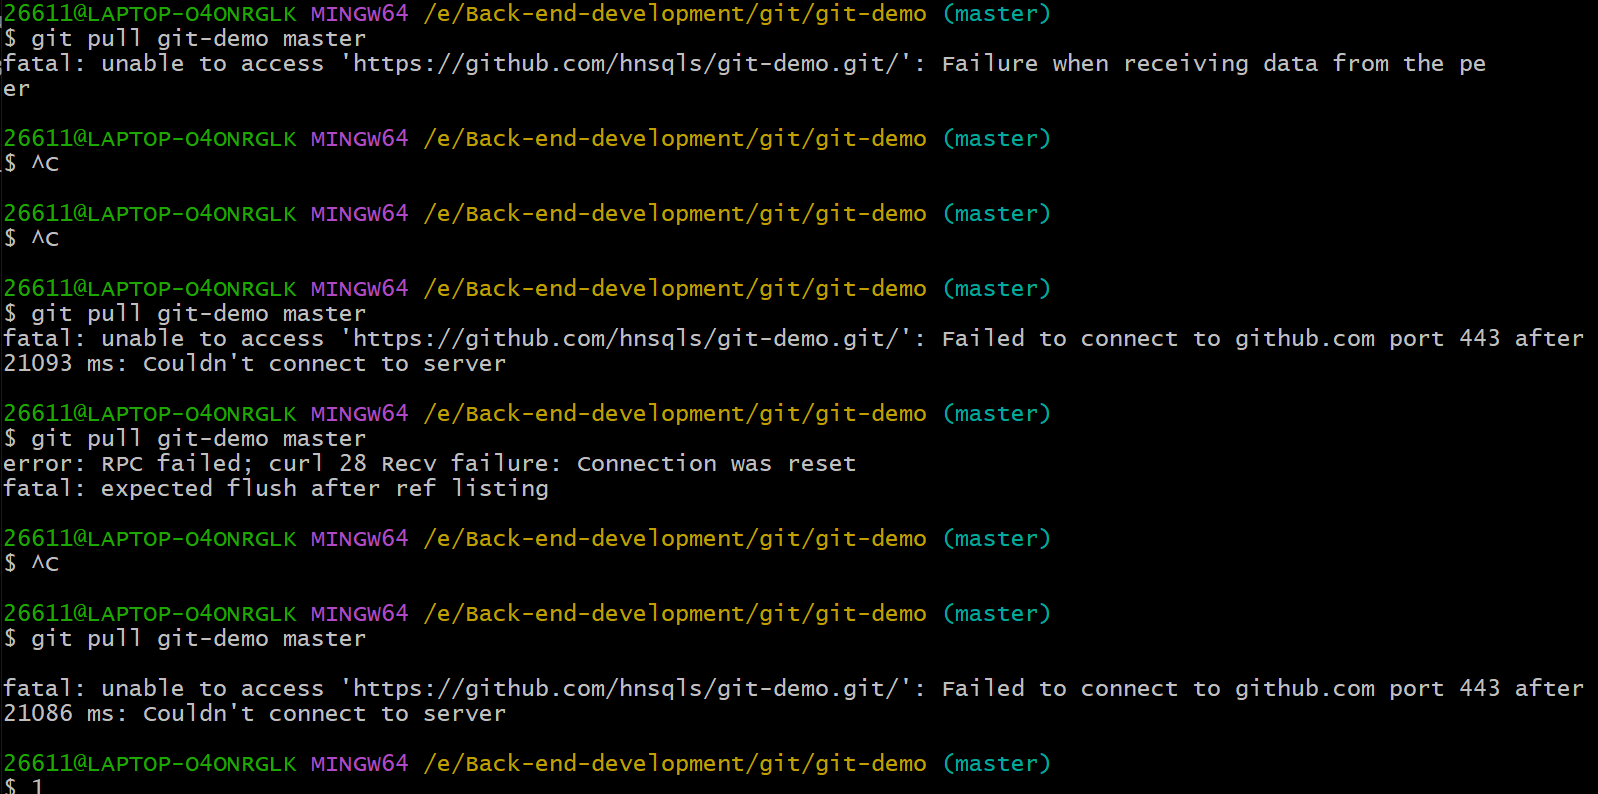 26611@LAPTOP-O4ONRGLK MINGW64 /e/Back-end-development/git/git-demo (master)
$ git pull git-demo master
fatal: unable to access 'https://github.com/hnsqls/git-demo.git/': Failure when receiving data from the pe
er
26611@LAPTOP-O4ONRGLK MINGW64 /e/Back-end-development/git/git-demo (master)
$ ^C
26611@LAPTOP-O4ONRGLK MINGW64 /e/Back-end-development/git/git-demo (master)
$ ^C
26611@LAPTOP-O4ONRGLK MINGW64 /e/Back-end-development/git/git-demo (master)
$ git pull git-demo master
fatal: unable to access 'https://github.com/hnsqls/git-demo.git/': Failed to connect to github.com port 443 after
21093 ms: Couldn't connect to server
26611@LAPTOP-O4ONRGLK MINGW64 /e/Back-end-development/git/git-demo (master)
$ git pull git-demo master
error: RPC failed; curl 28 Recv failure: Connection was reset
fatal: expected flush after ref listing
26611@LAPTOP-O4ONRGLK MINGW64 /e/Back-end-development/git/git-demo (master)
$ ^C
26611@LAPTOP-O4ONRGLK MINGW64 /e/Back-end-development/git/git-demo (master)
$ git pull git-demo master
fatal: unable to access 'https://github.com/hnsqls/git-demo.git/': Failed to connect to github.com port 443 after
21086 ms: Couldn't connect to server
26611@LAPTOP-O4ONRGLK MINGW64 /e/Back-end-development/git/git-demo (master)
$ 1